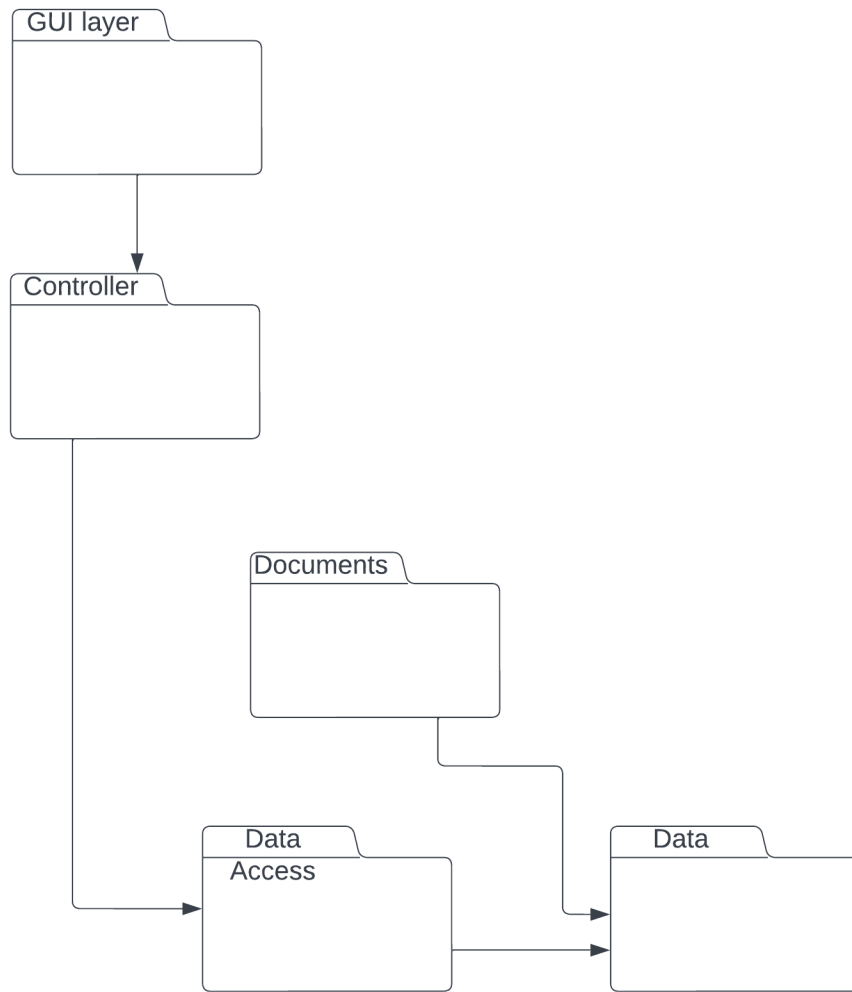 GUI layer
Controller
Documents
Data
Access
Data